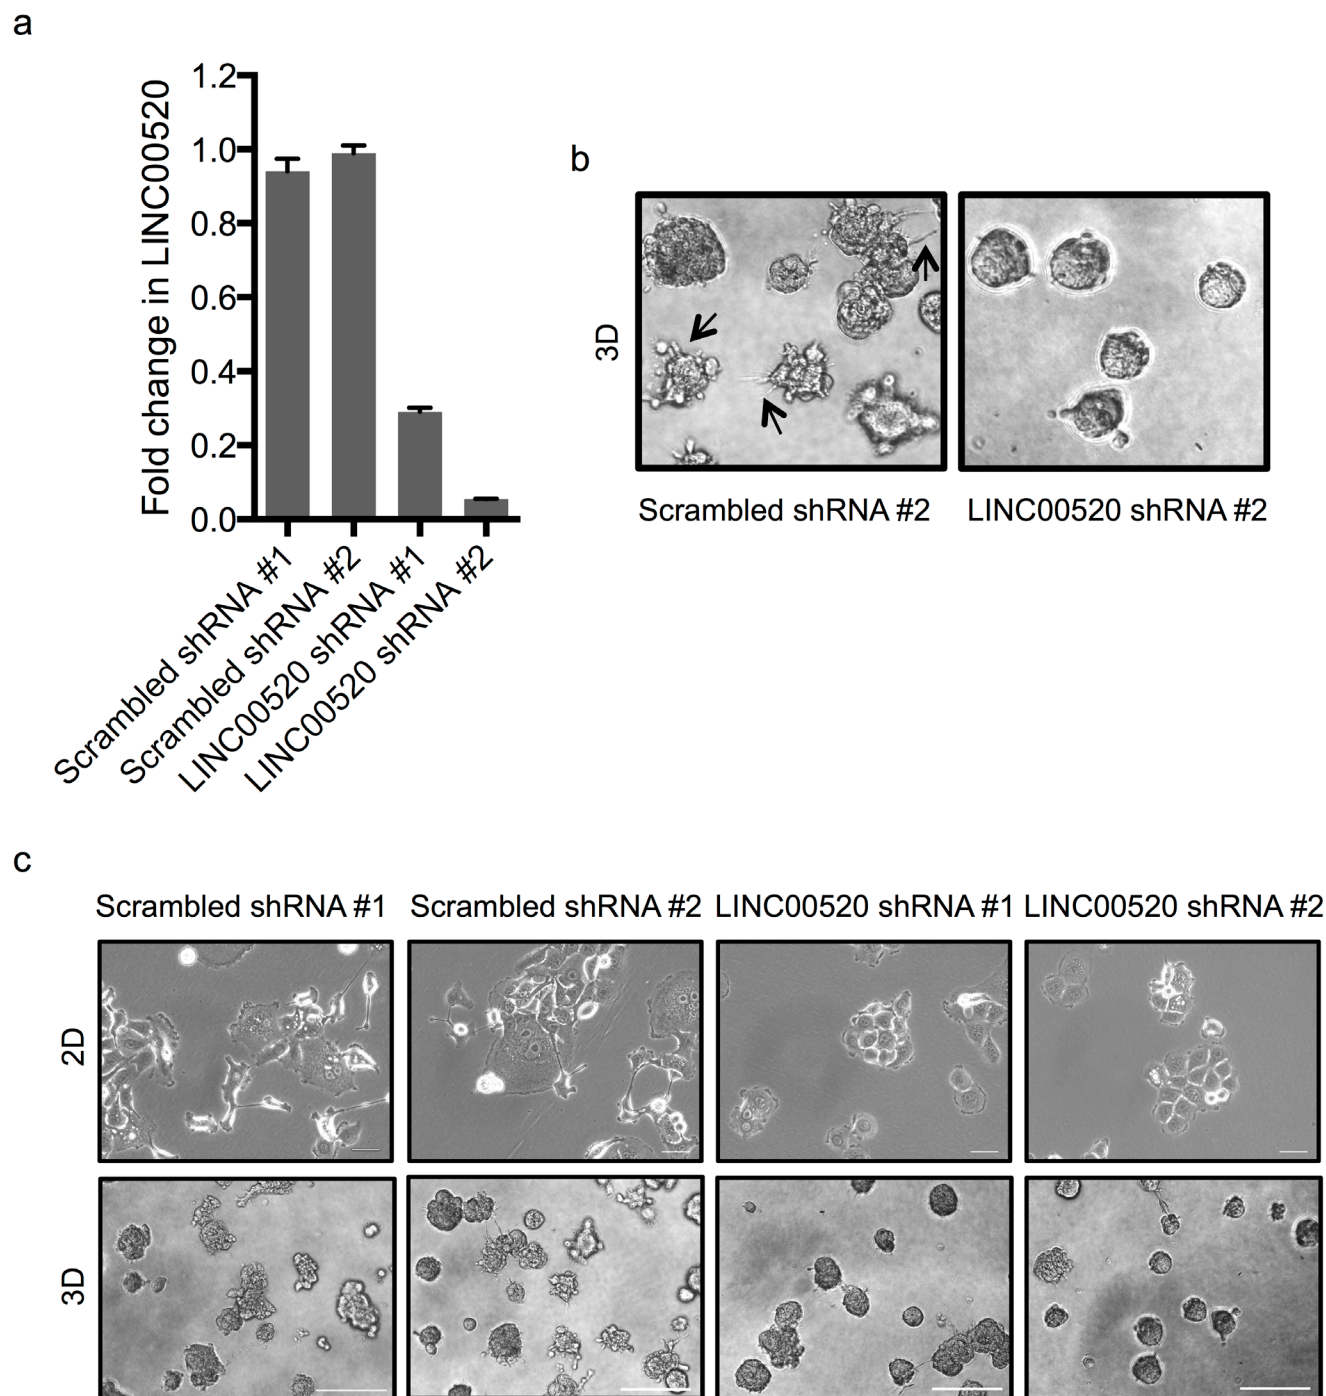 a
1.2
1.0
0.8
0.6
0.4
0.2
0.0
Fold change in LINC00520
Scrambled shRNA #1
Scrambled shRNA #2
LINC00520 shRNA #1
LINC00520 shRNA #2
b
3D
Scrambled shRNA #2
LINC00520 shRNA #2
c
Scrambled shRNA #1
Scrambled shRNA #2
LINC00520 shRNA #1
LINC00520 shRNA #2
2D
3D